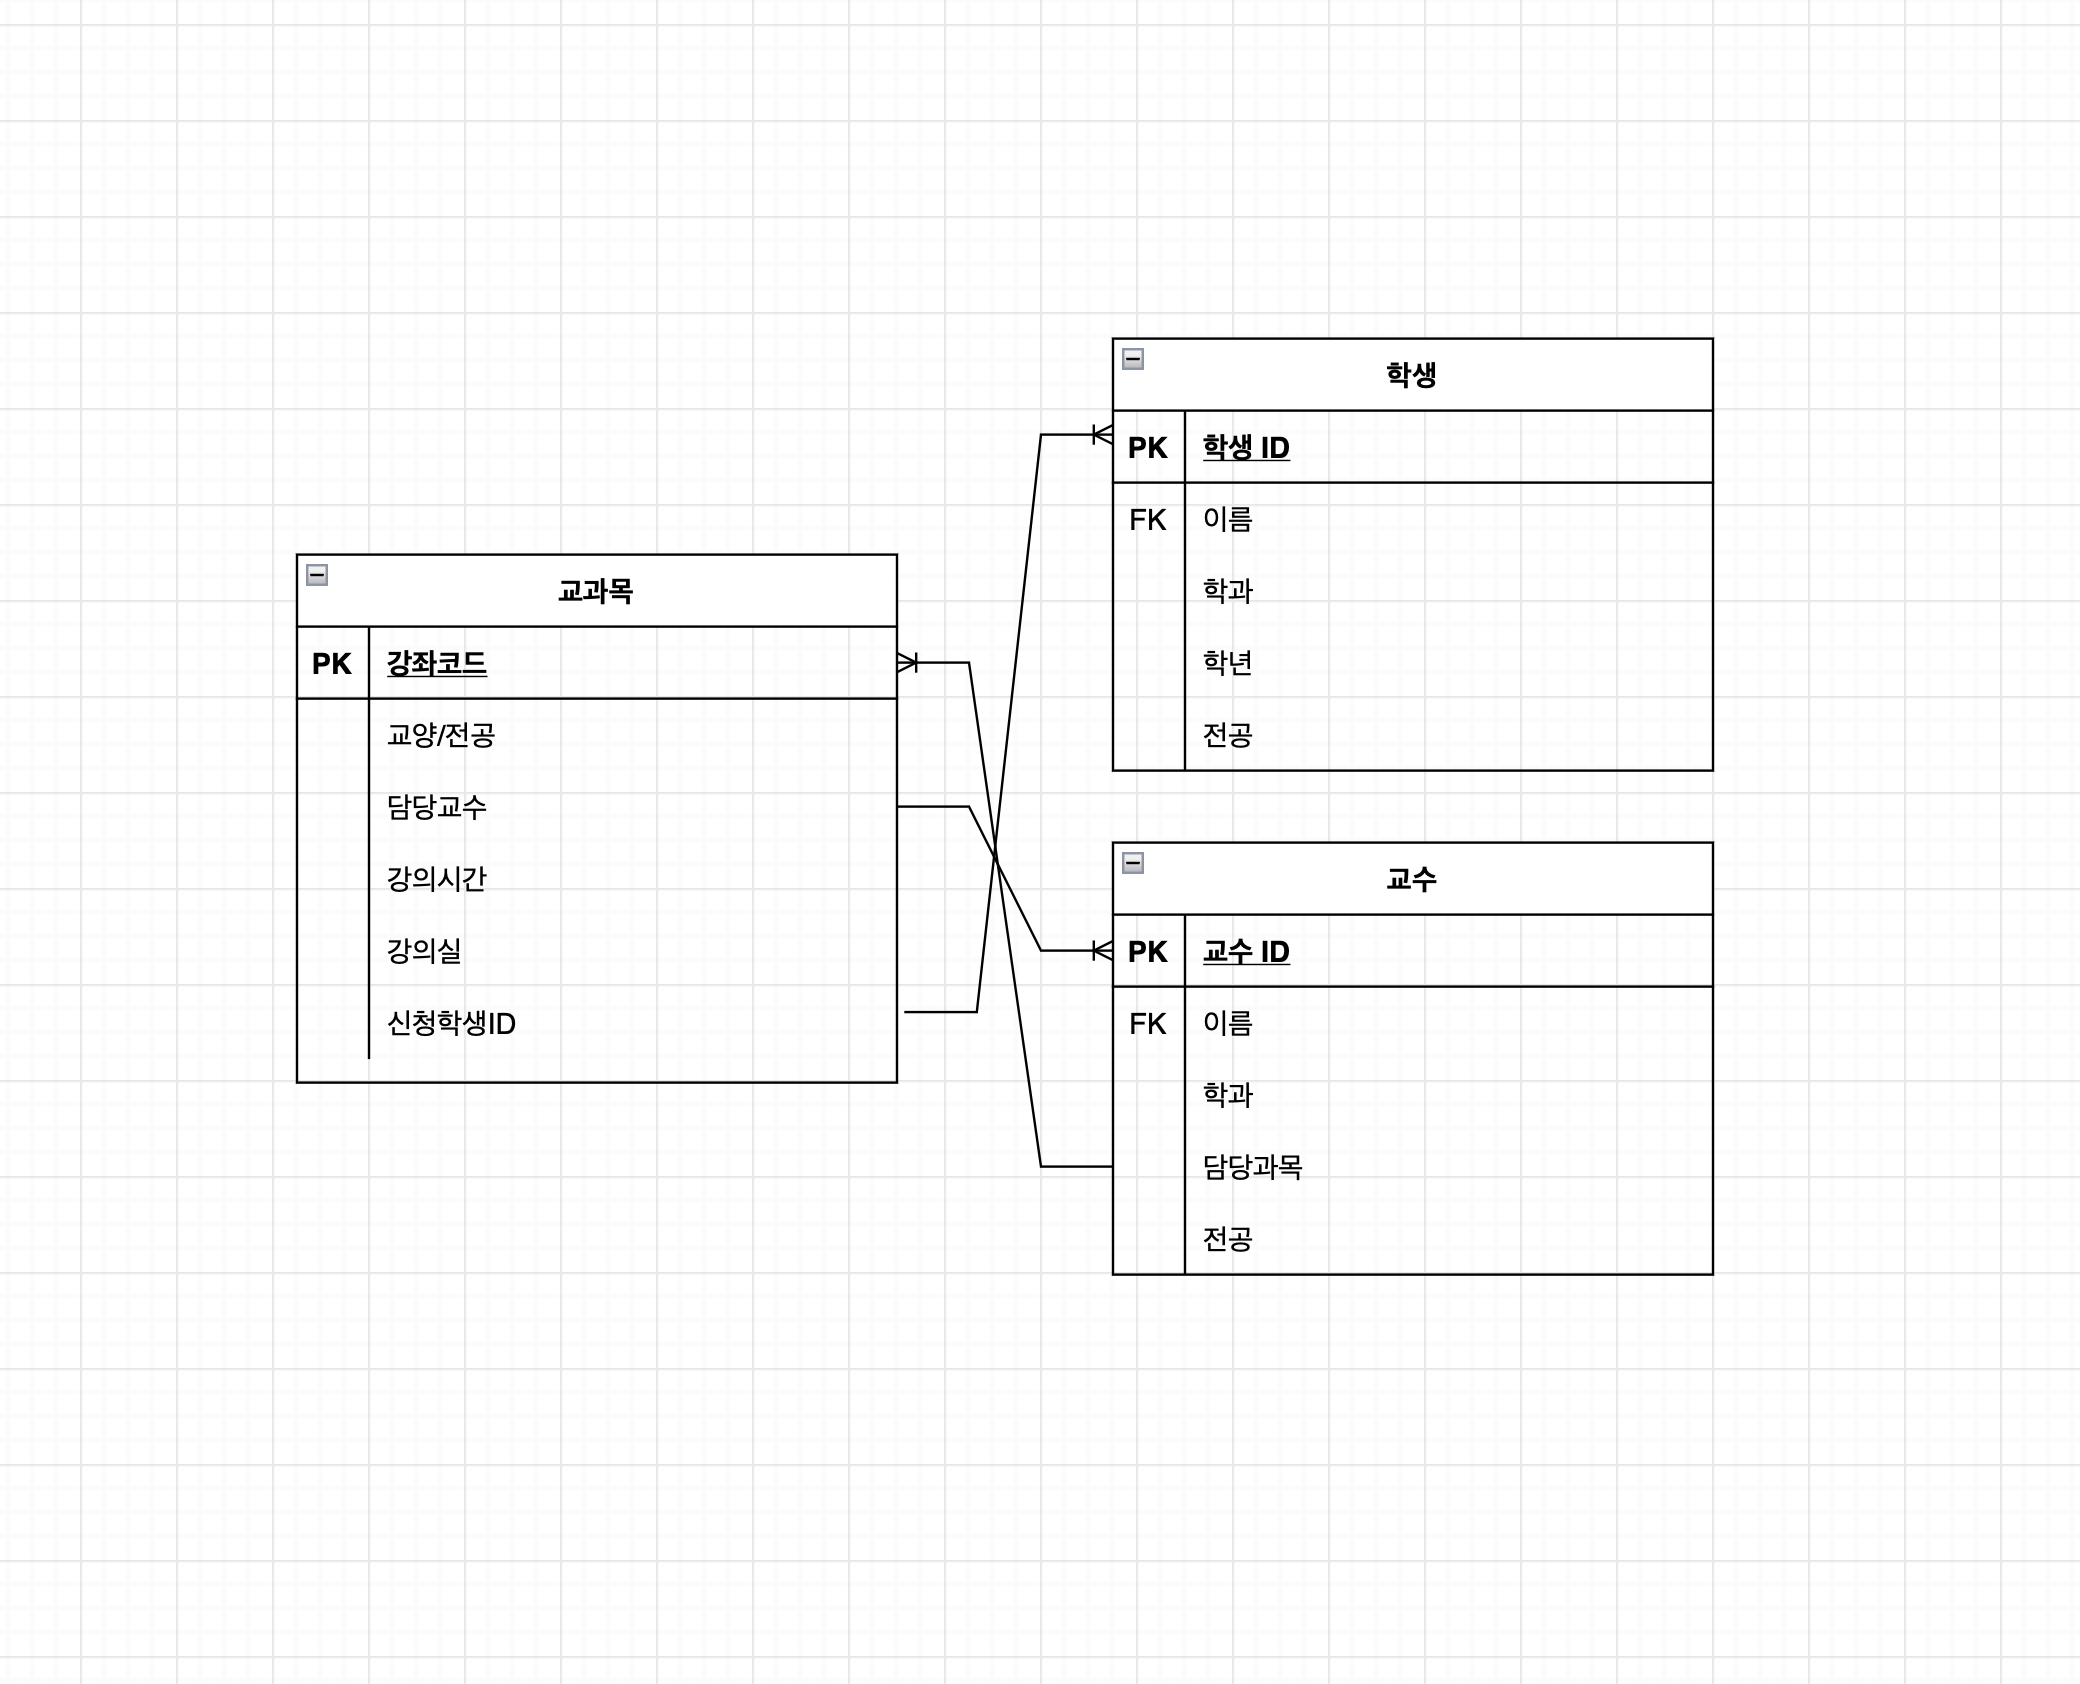 교과목
PK 강좌코드
교양/전공
담당교수
강의시간
강의실
신청학생ID
학생
PK 학생 ID
FK 이름
학과
학년
전공
교수
PK 교수 ID
FK 이름
학과
담당과목
전공